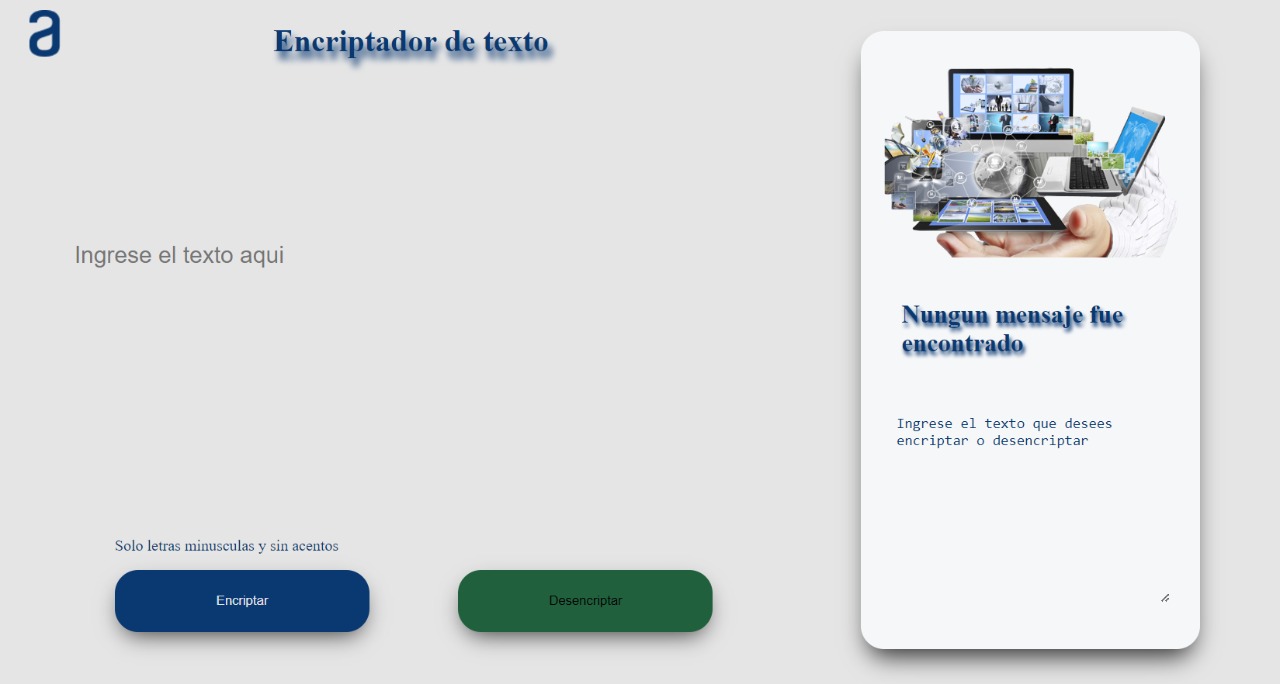 a
Encriptador de texto
Ingrese el texto aqui
Solo letras minusculas y sin acentos
Encriptar
Desencriptar
Nungun mensaje fue
encontrado
Ingrese el texto que desees
encriptar o desencriptar